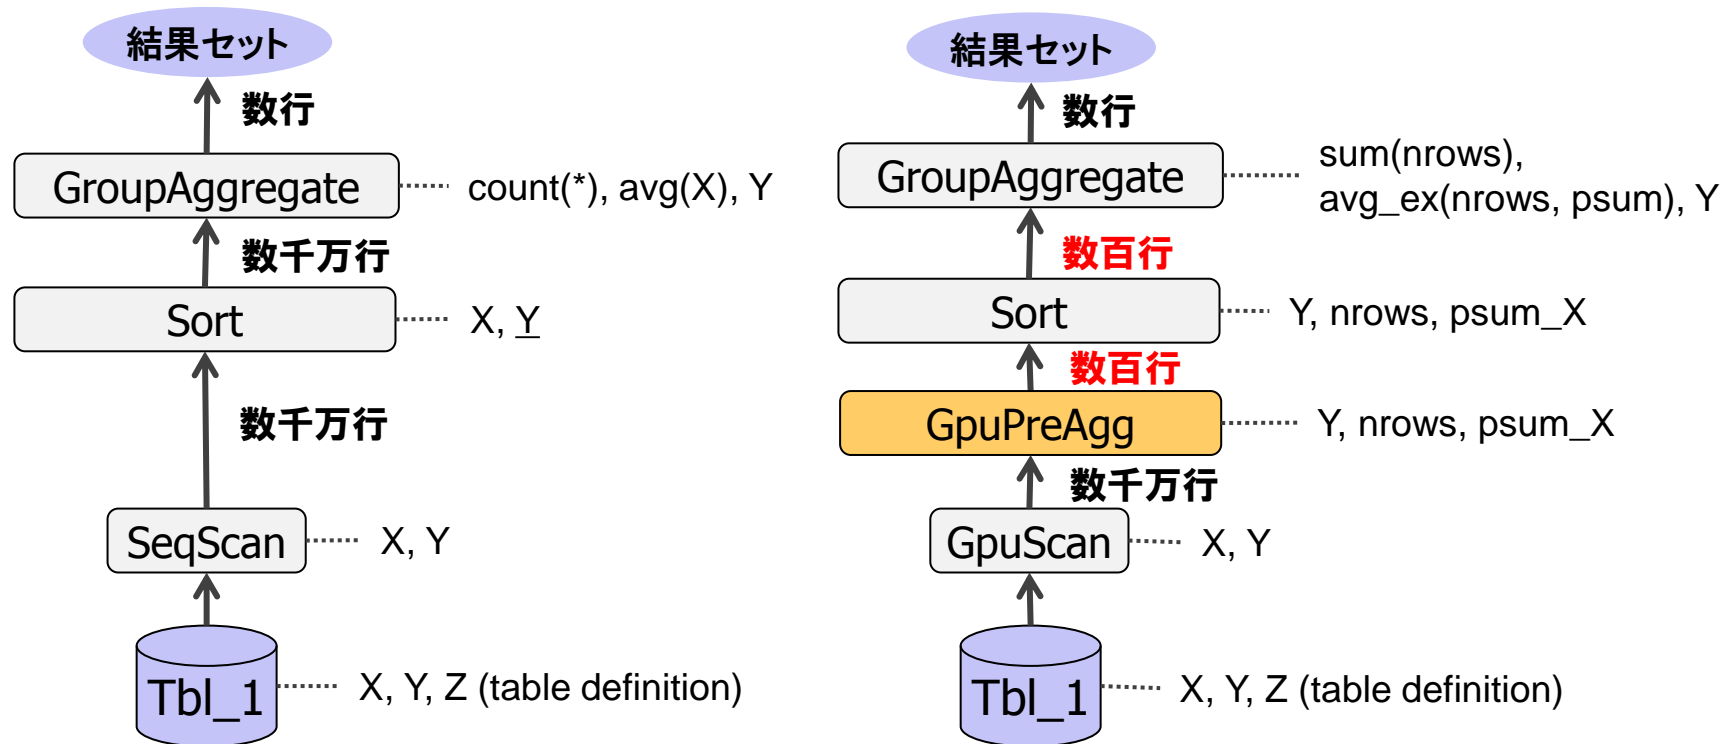 結果セット
数行
GroupAggregate
count(*), avg(X), Y
数千万行
Sort
X, Y
数千万行
SeqScan
X, Y
Tbl_1
X, Y, Z (table definition)
結果セット
数行
GroupAggregate
sum(nrows),
avg_ex(nrows, psum), Y
数百行
Sort
Y, nrows, psum_X
数百行
GpuPreAgg
Y, nrows, psum_X
数千万行
GpuScan
X, Y
Tbl_1
X, Y, Z (table definition)